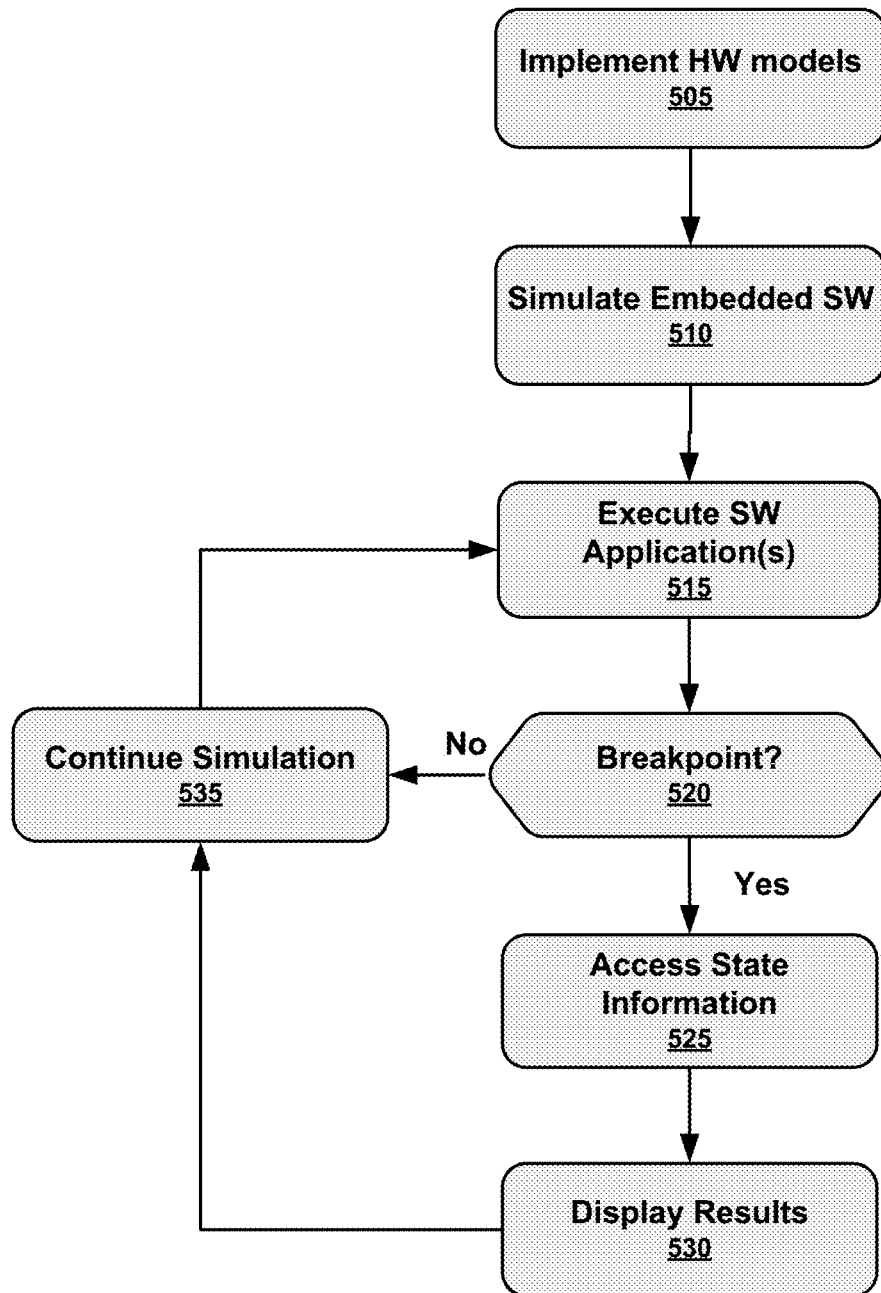 Implement HW models
505
Simulate Embedded SW
510
Execute SW
Application(s)
515
Continue Simulation
535
No
Breakpoint?
520
Yes
Access State
Information
525
Display Results
530